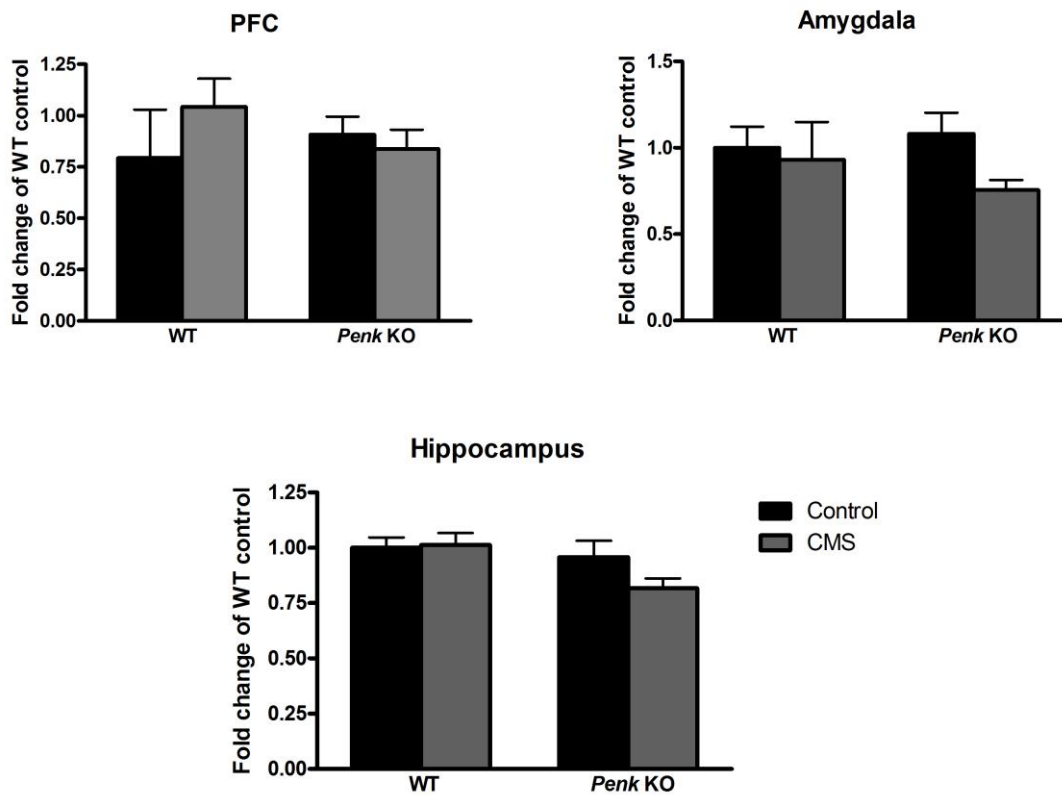 PFC
Fold change of WT control
1.25
1.00
0.75
0.50
0.25
0.00
WT
Penk KO
Amygdala
Fold change of WT control
1.5
1.0
0.5
0.0
WT
Penk KO
Hippocampus
Fold change of WT control
1.25
1.00
0.75
0.50
0.25
0.00
WT
Penk KO
Control
CMS